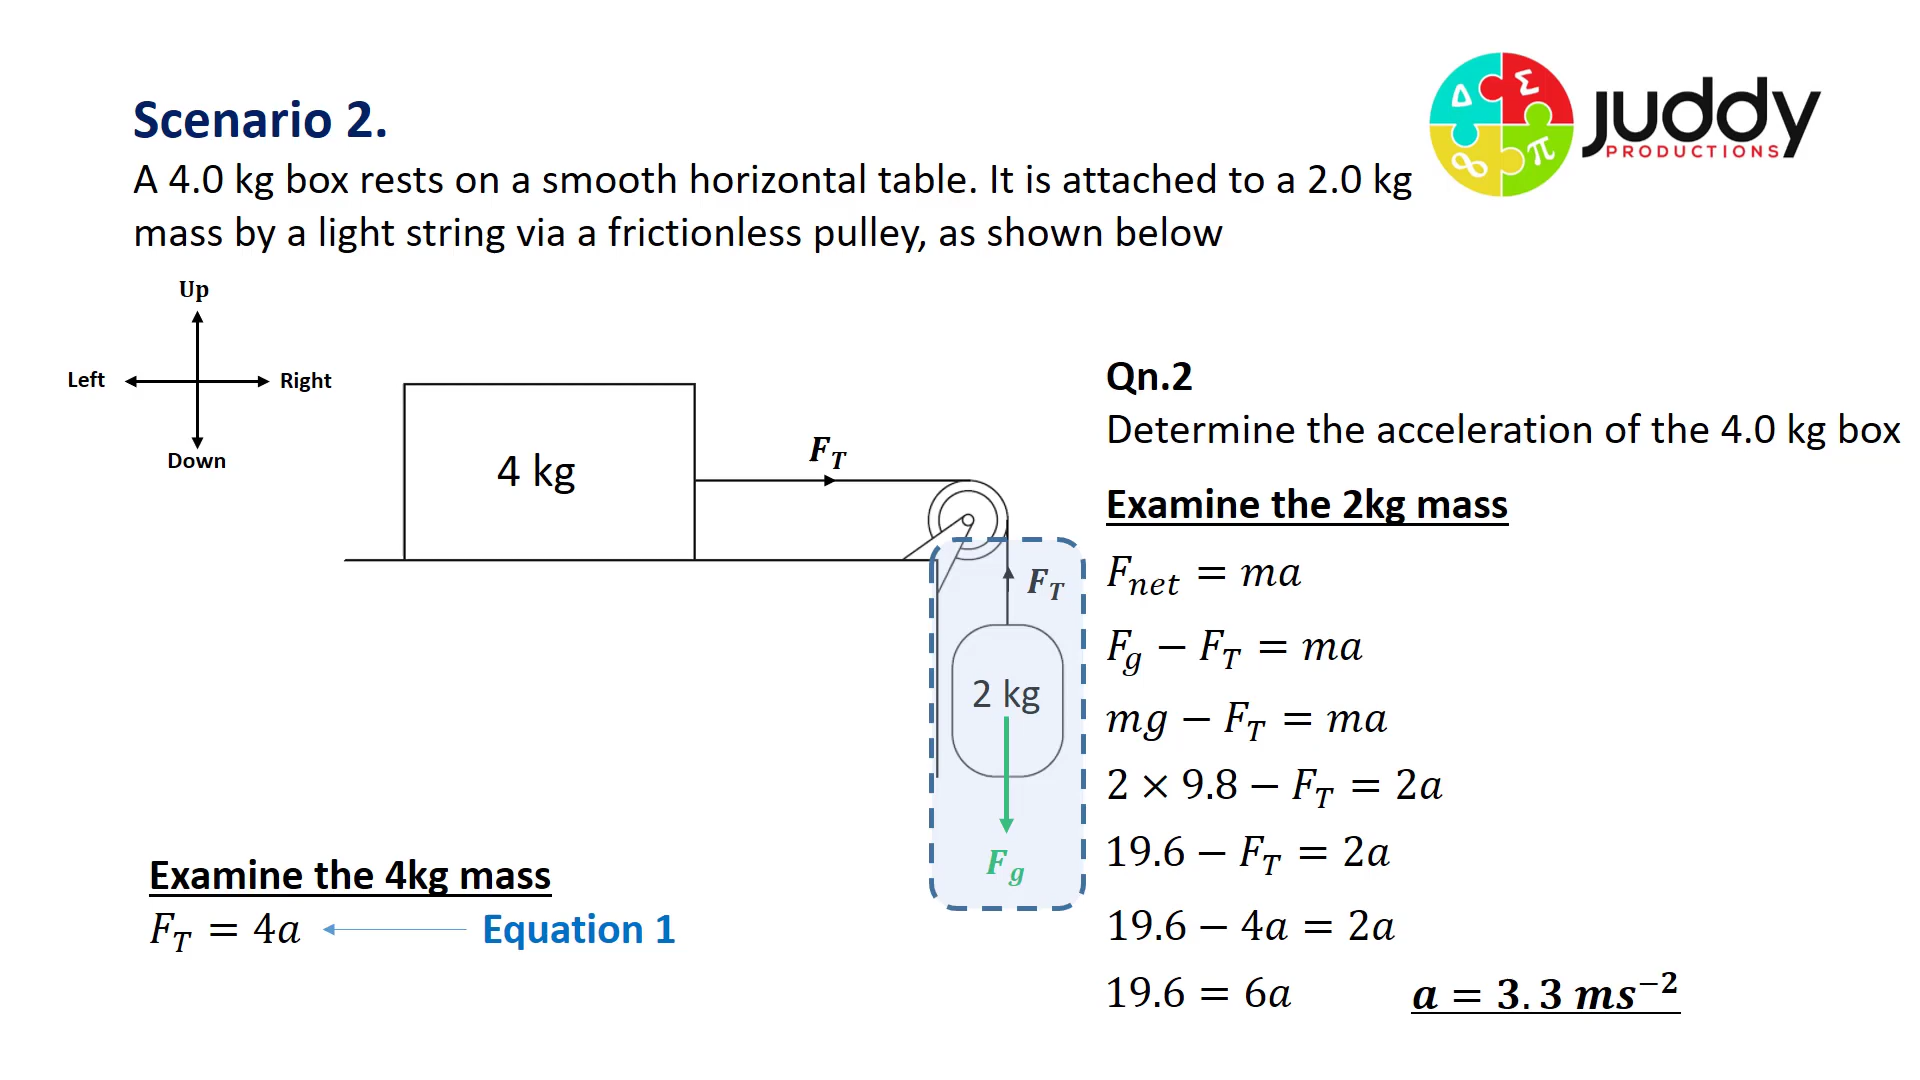 Scenario 2.
A 4.0 kg box rests on a smooth horizontal table. It is attached to a 2.0 kg
mass by a light string via a frictionless pulley, as shown below
Δ Σ ∞ π
Juddy
PRODUCTIONS
Up
Left
Right
Down
4 kg
F_T
F_T
2 kg
F_g
Examine the 4kg mass
F_T = 4a
Equation 1
Qn.2
Determine the acceleration of the 4.0 kg box
Examine the 2kg mass
F_net = ma
F_g − F_T = ma
mg − F_T = ma
2 × 9.8 − F_T = 2a
19.6 − F_T = 2a
19.6 − 4a = 2a
19.6 = 6a
a = 3.3 ms⁻²